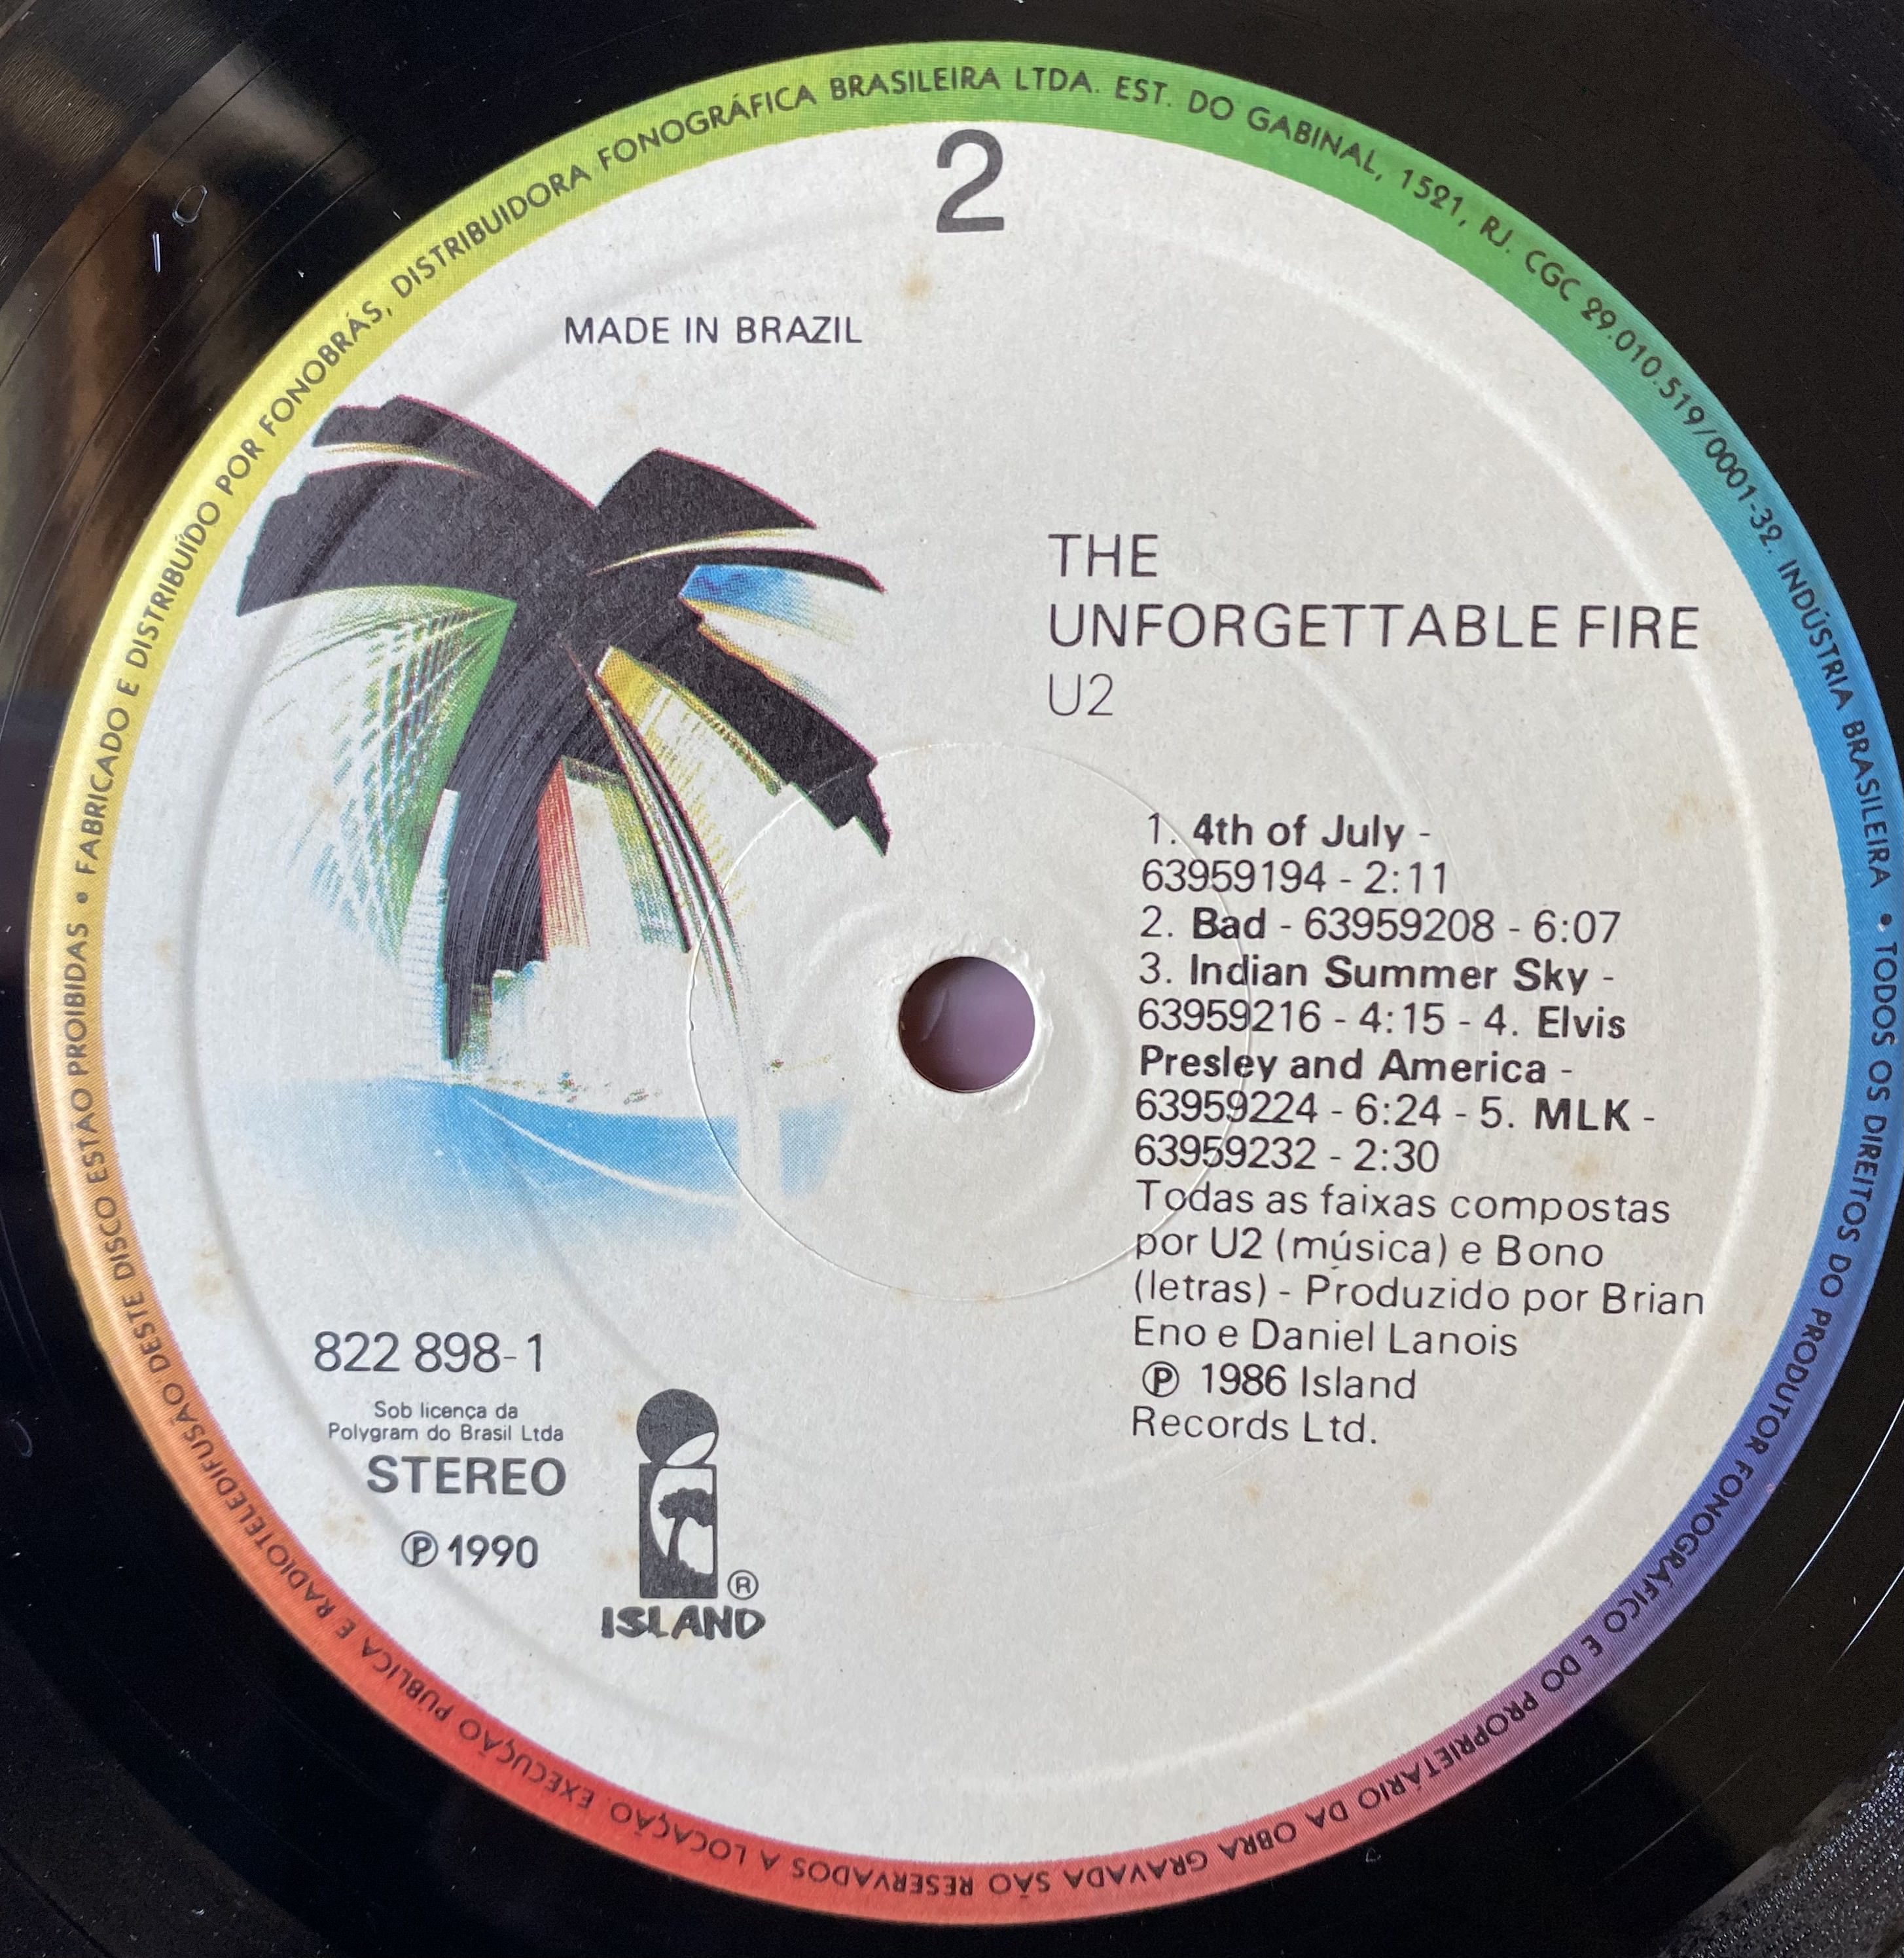 • FABRICADO E DISTRIBUÍDO POR FONOBRÁS, DISTRIBUIDORA FONOGRÁFICA BRASILEIRA LTDA. EST. DO GABINAL, 1521, RJ. CGC 29.010.519/0001-32. INDÚSTRIA BRASILEIRA • TODOS OS DIREITOS DO PRODUTOR FONOGRÁFICO E DO PROPRIETÁRIO DA OBRA GRAVADA SÃO RESERVADOS A LOCAÇÃO. EXECUÇÃO PÚBLICA E RADIOTELEDIFUSÃO DESTE DISCO ESTÃO PROIBIDAS
2
MADE IN BRAZIL
THE
UNFORGETTABLE FIRE
U2
1. 4th of July -
63959194 - 2:11
2. Bad - 63959208 - 6:07
3. Indian Summer Sky -
63959216 - 4:15 - 4. Elvis
Presley and America -
63959224 - 6:24 - 5. MLK -
63959232 - 2:30
Todas as faixas compostas
por U2 (música) e Bono
(letras) - Produzido por Brian
Eno e Daniel Lanois
℗ 1986 Island
Records Ltd.
822 898-1
Sob licença da
Polygram do Brasil Ltda
STEREO
℗ 1990
®
ISLAND